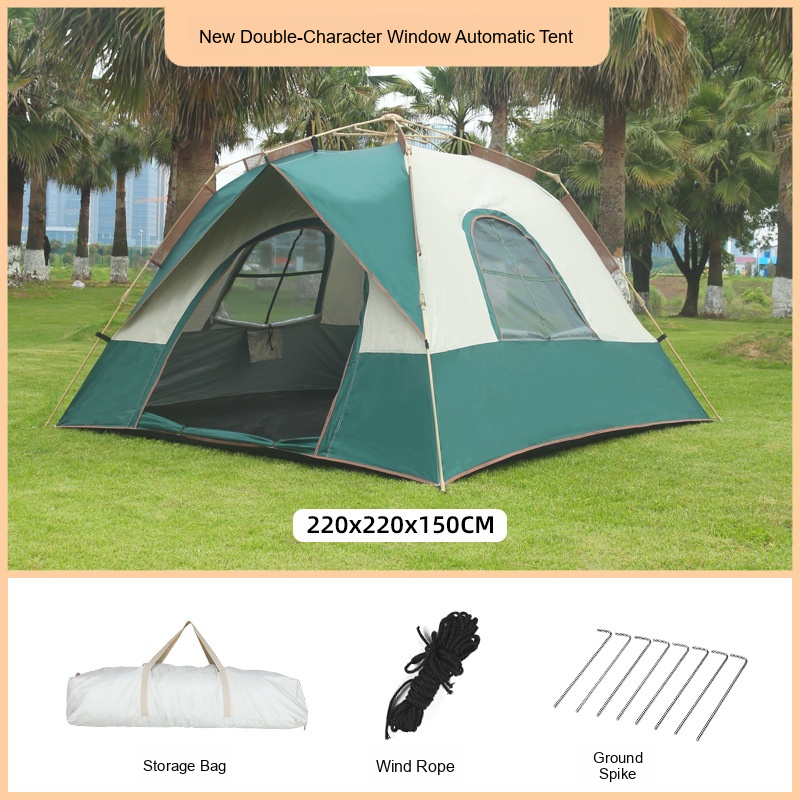 New Double-Character Window Automatic Tent
220x220x150CM
Storage Bag
Wind Rope
Ground
Spike